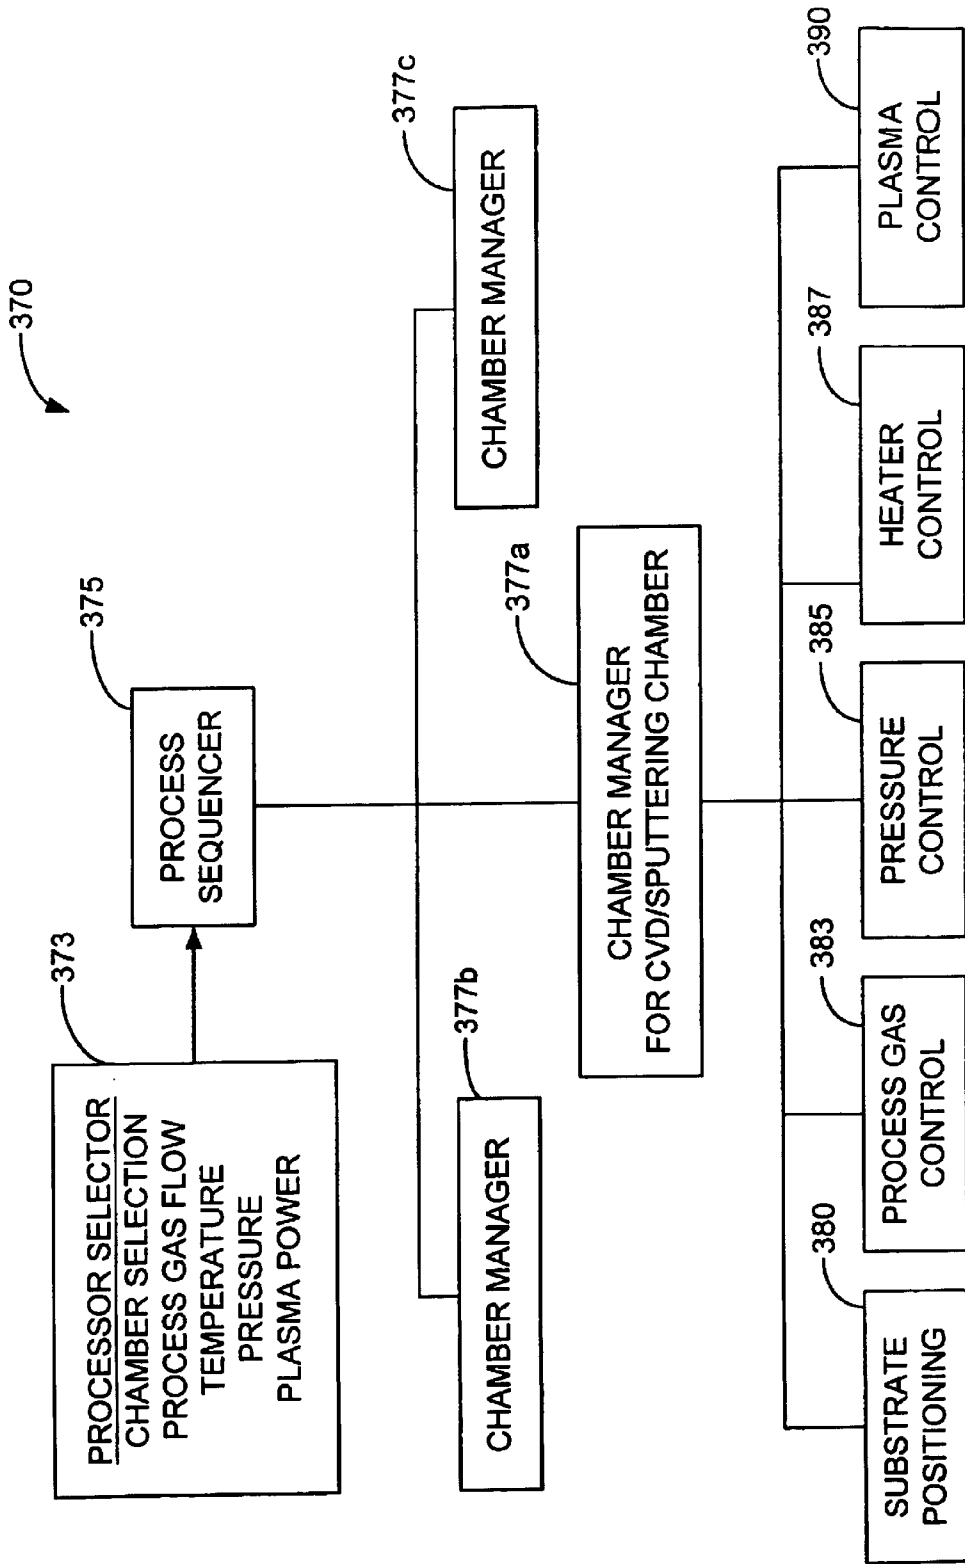 370
373
PROCESSOR SELECTOR
CHAMBER SELECTION
PROCESS GAS FLOW
TEMPERATURE
PRESSURE
PLASMA POWER
375
PROCESS
SEQUENCER
377b
CHAMBER MANAGER
377c
CHAMBER MANAGER
377a
CHAMBER MANAGER
FOR CVD/SPUTTERING CHAMBER
380
SUBSTRATE
POSITIONING
383
PROCESS GAS
CONTROL
385
PRESSURE
CONTROL
387
HEATER
CONTROL
390
PLASMA
CONTROL